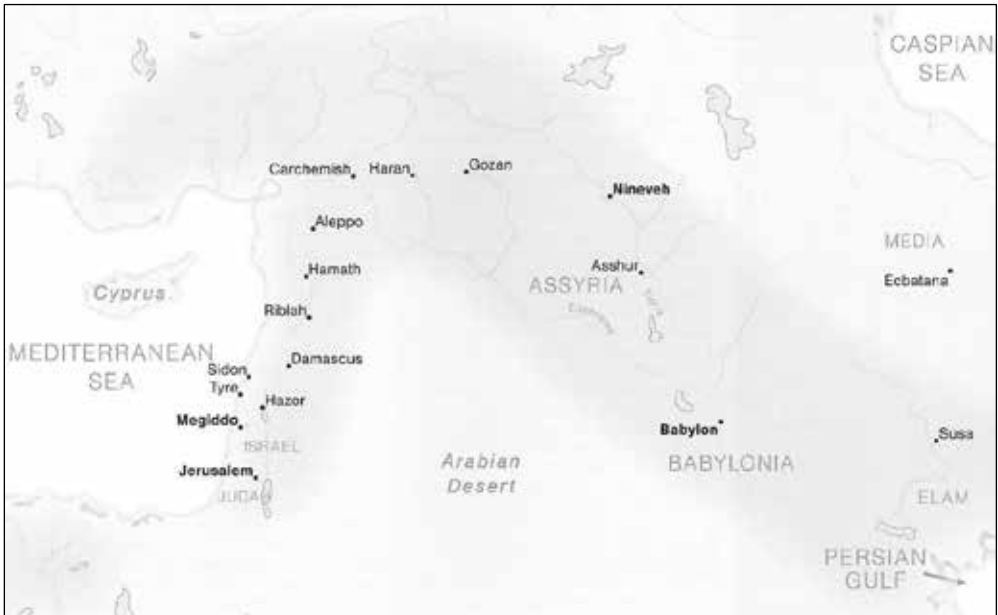 CASPIAN
SEA
Carchemish
Haran
Gozan
Nineveh
Aleppo
MEDIA
Hamath
Asshur
Ecbatana
ASSYRIA
Cyprus
Riblah
MEDITERRANEAN
SEA
Damascus
Sidon
Tyre
Hazor
Megiddo
Babylon
Susa
ISRAEL
Arabian
Desert
BABYLONIA
Jerusalem
JUDA
ELAM
PERSIAN
GULF